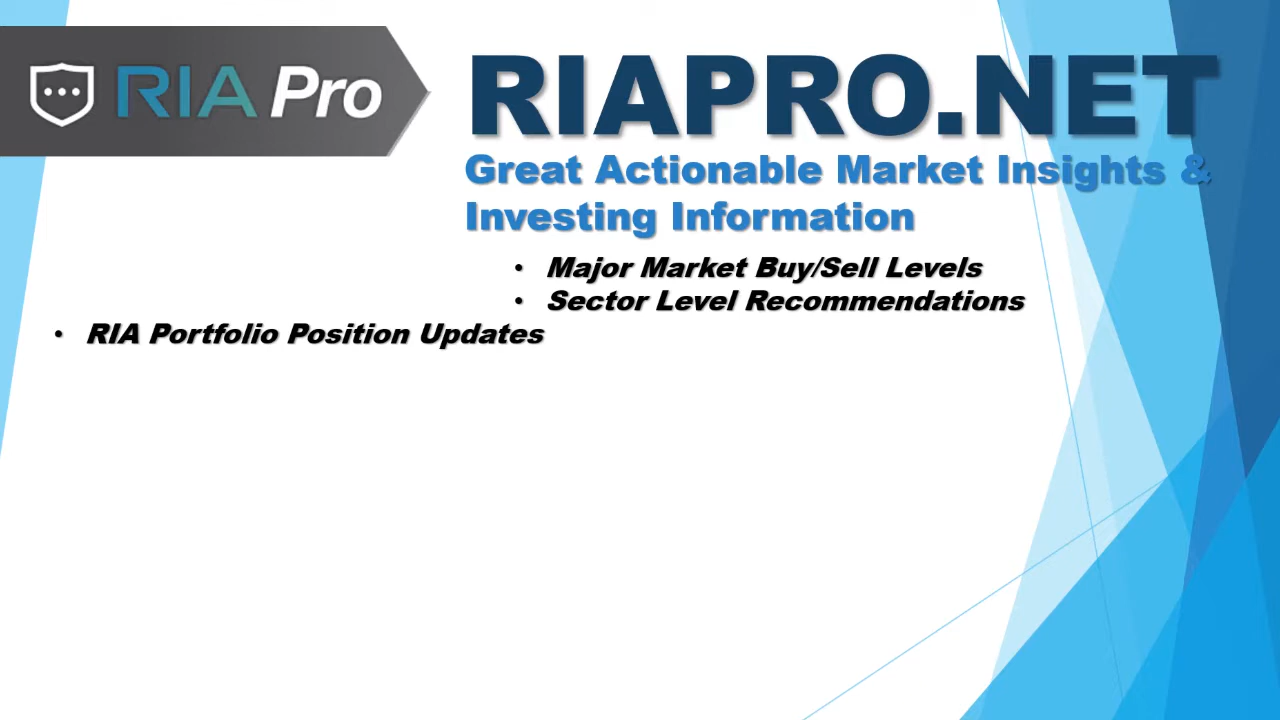 RIA Pro
RIAPRO.NET
Great Actionable Market Insights &
Investing Information
• Major Market Buy/Sell Levels
• Sector Level Recommendations
• RIA Portfolio Position Updates